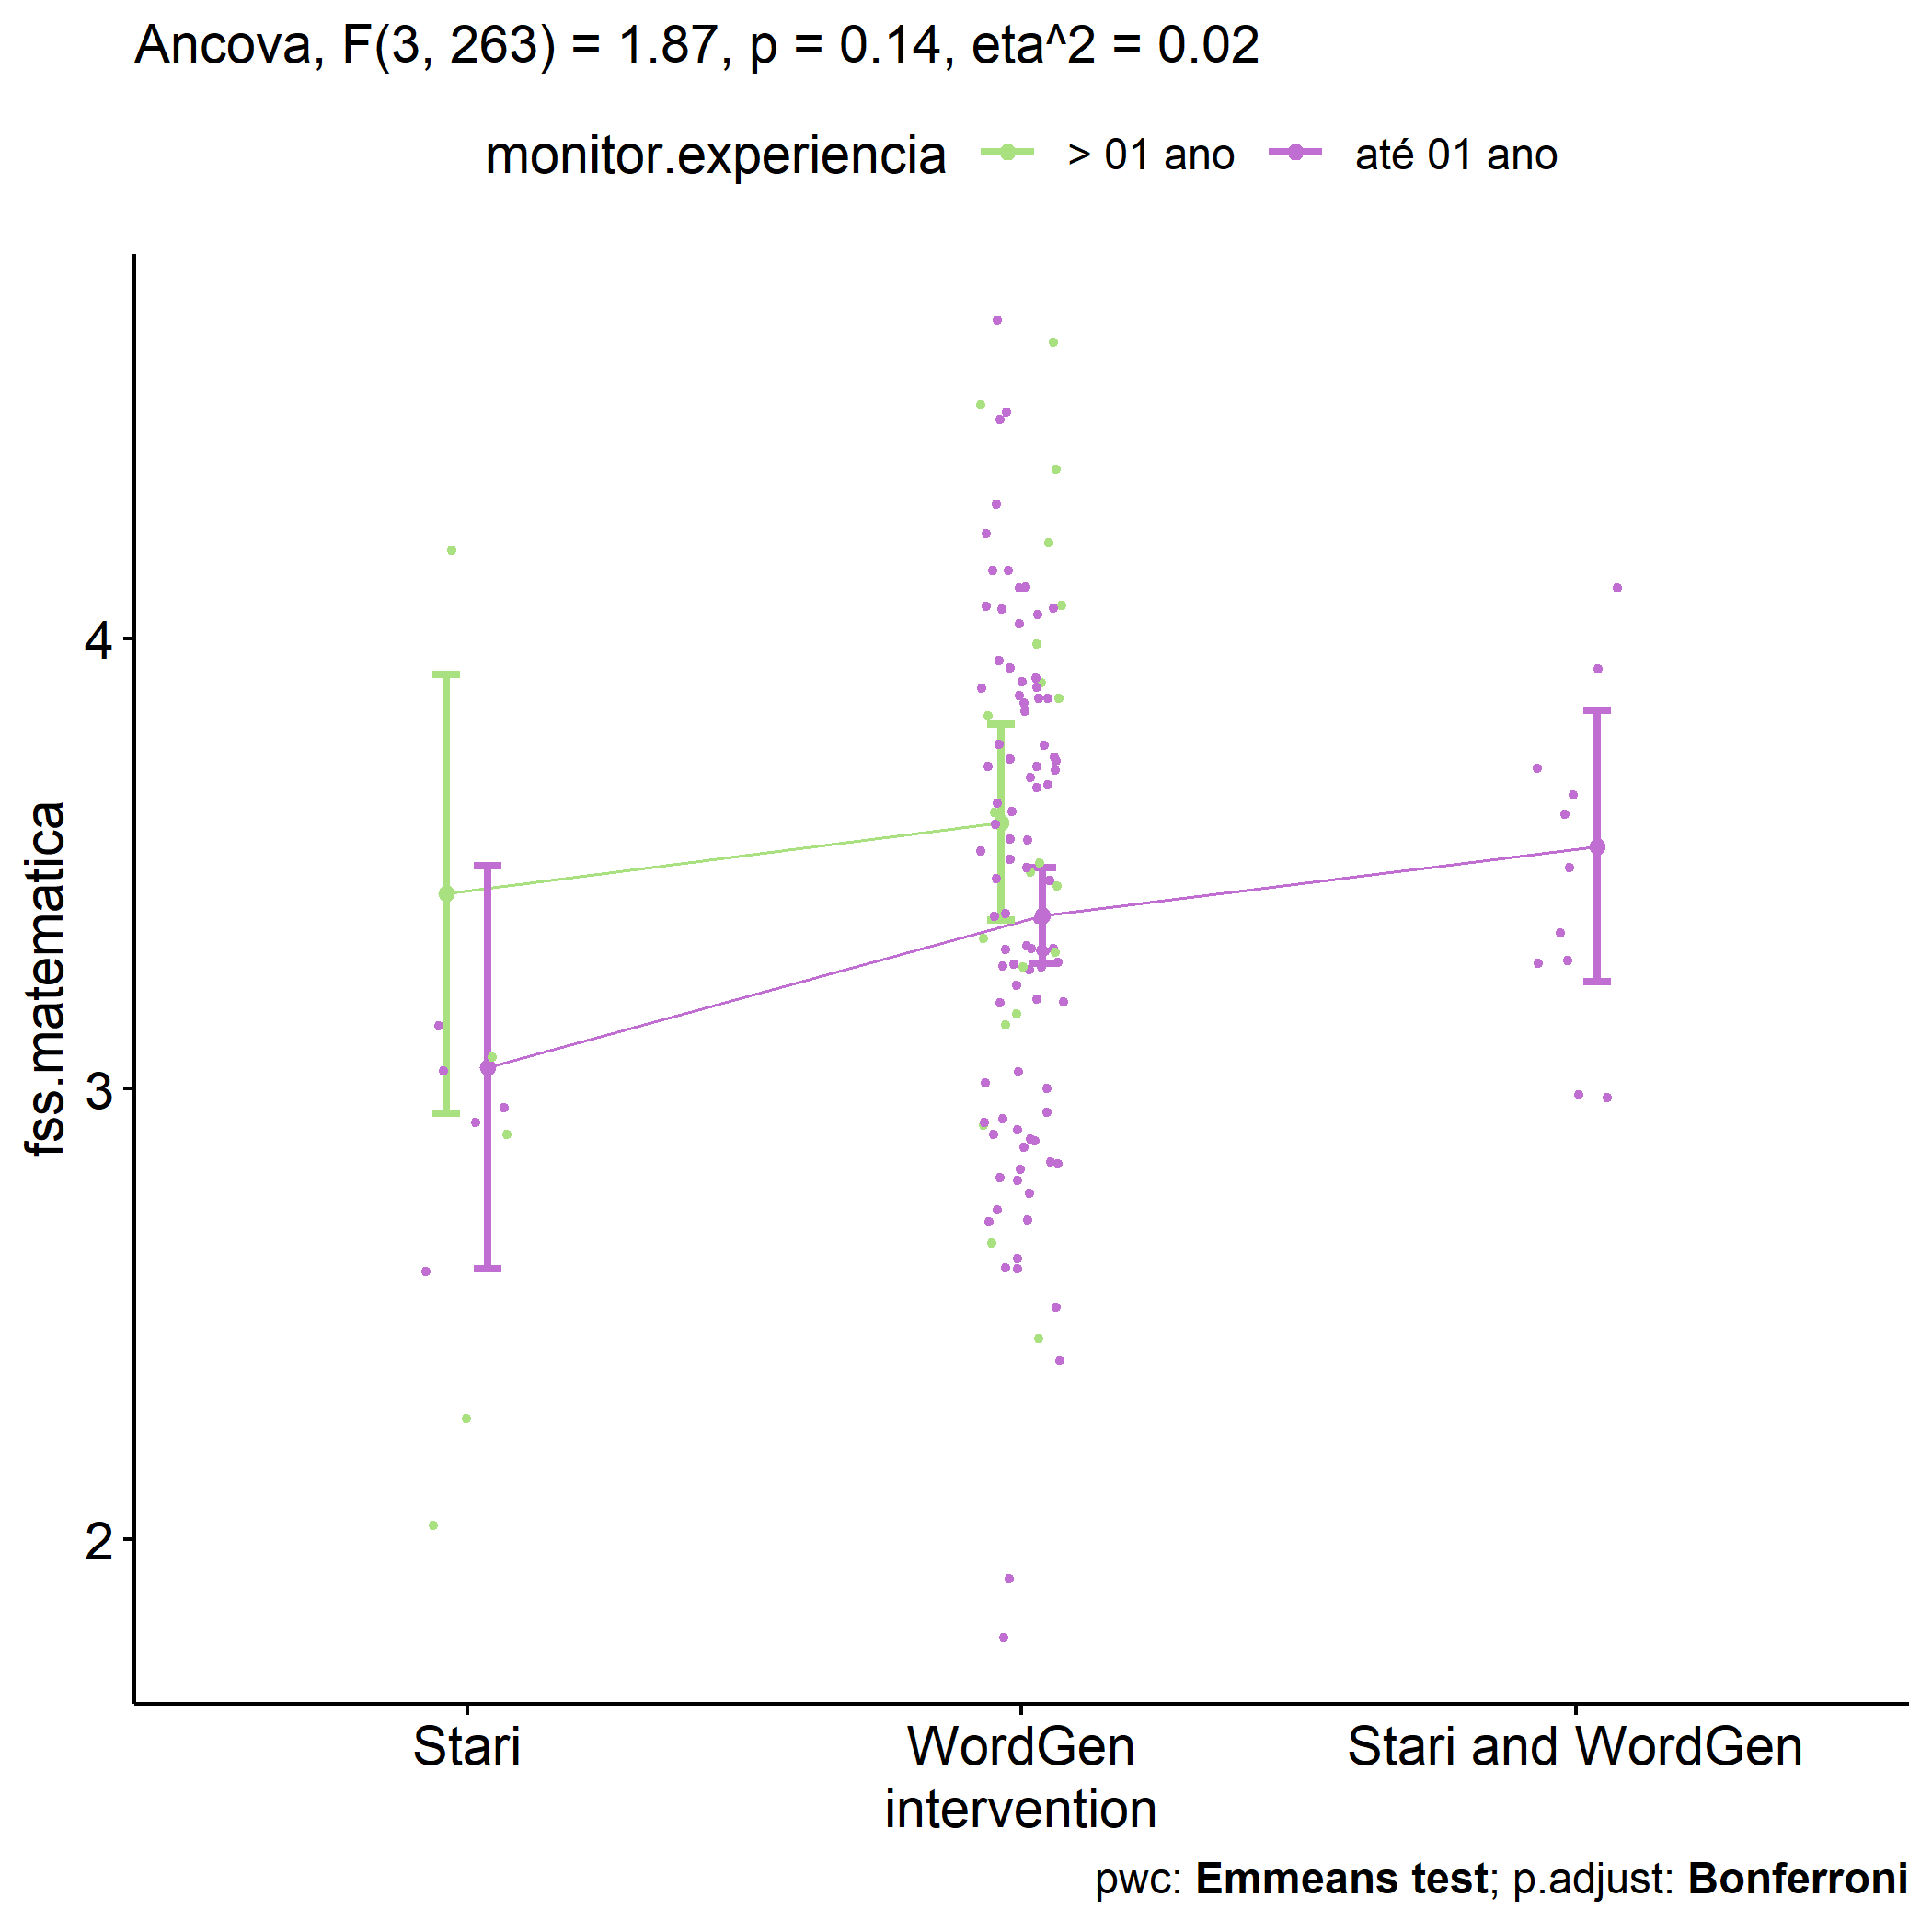 Ancova, F(3, 263) = 1.87, p = 0.14, eta^2 = 0.02
monitor.experiencia > 01 ano até 01 ano
fss.matematica
4
3
2
Stari WordGen Stari and WordGen
intervention
pwc: Emmeans test; p.adjust: Bonferroni